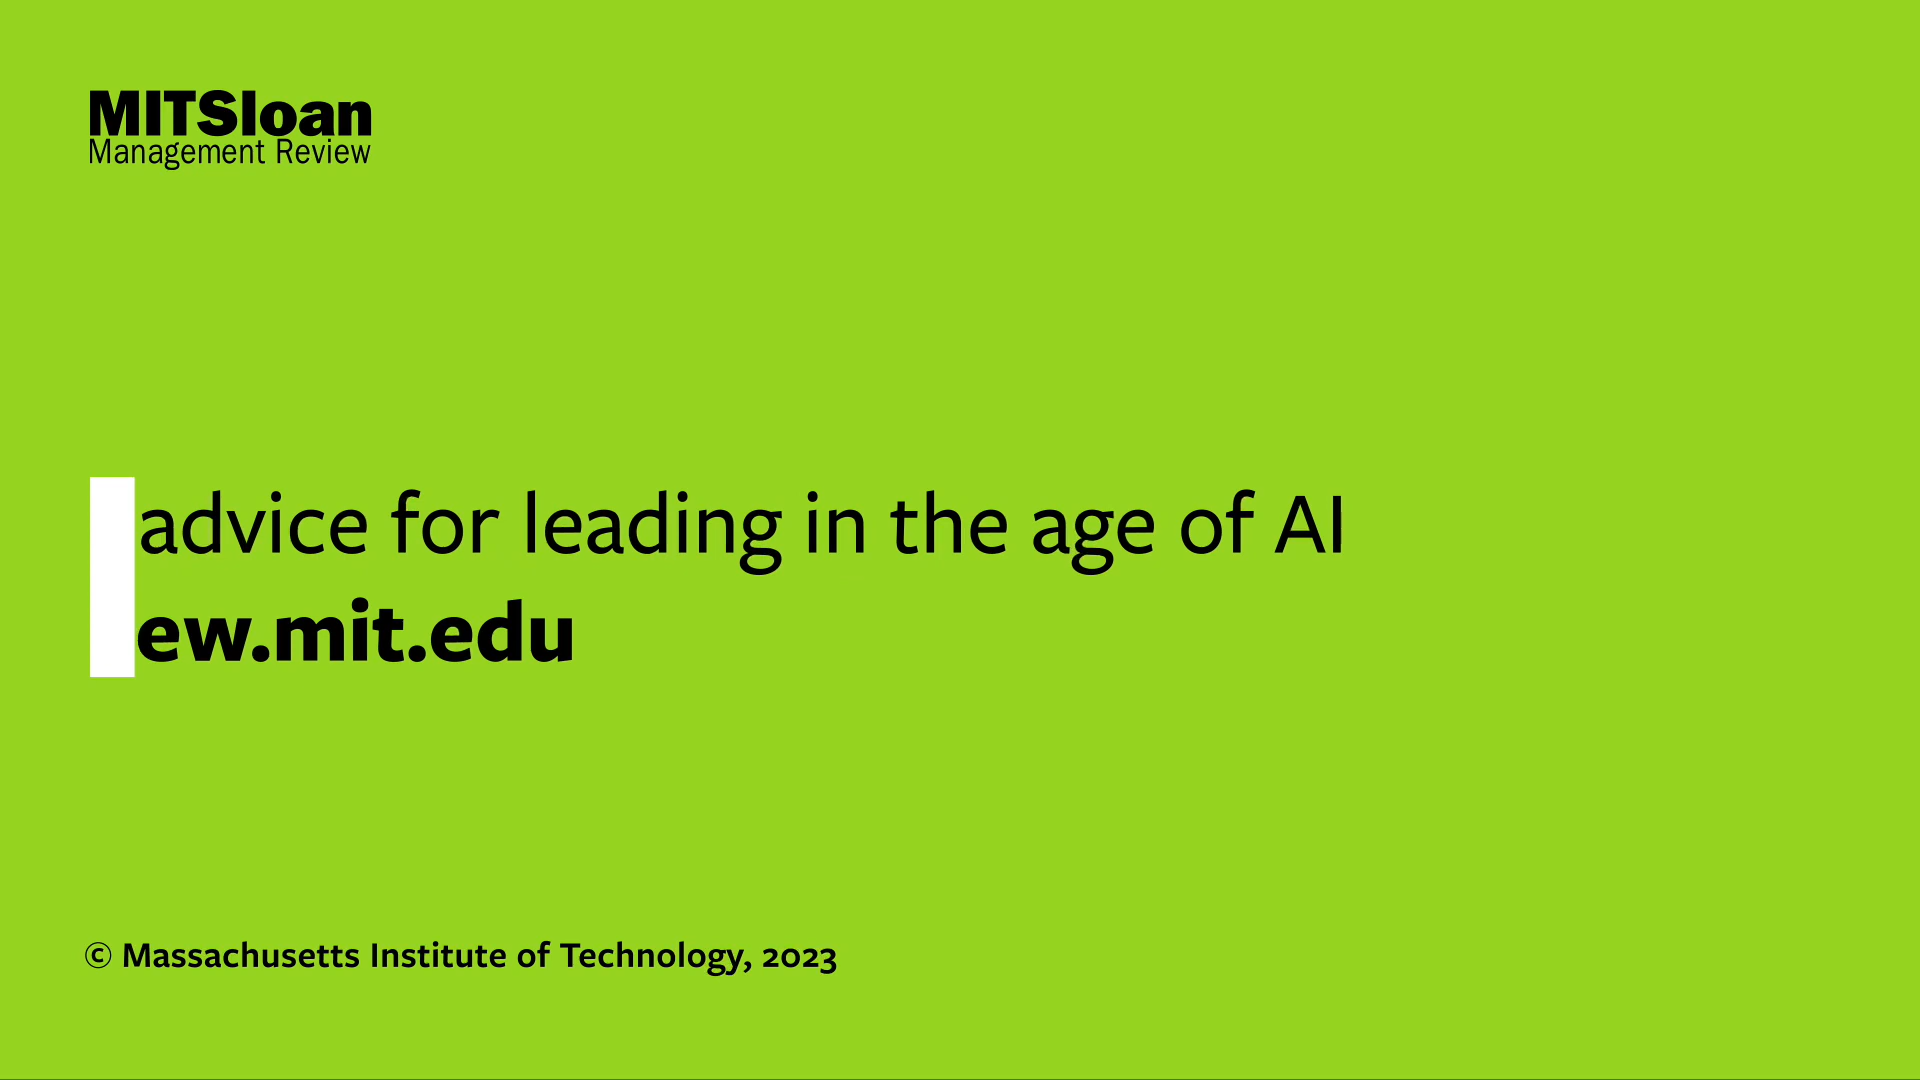 MITSloan
Management Review
advice for leading in the age of AI
ew.mit.edu
© Massachusetts Institute of Technology, 2023